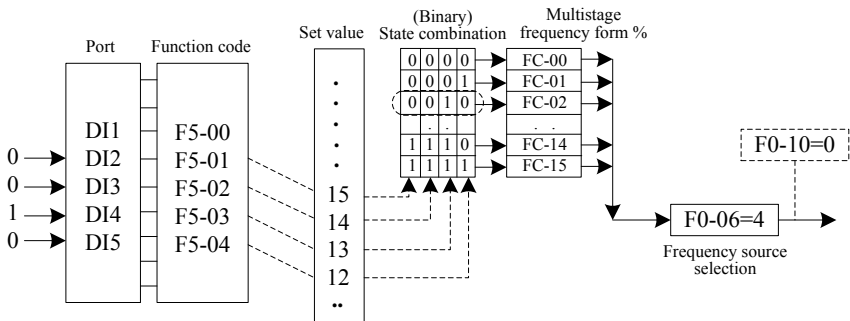 (Binary)
State combination
Multistage
frequency form %
Port
Function code
Set value
0 0 0 0
FC-00
0 0 0 1
FC-01
0 0 1 0
FC-02
. .
. .
1 1 1 0
FC-14
1 1 1 1
FC-15
DI1
F5-00
0
DI2
F5-01
0
DI3
F5-02
1
DI4
F5-03
0
DI5
F5-04
15
14
13
12
F0-10=0
F0-06=4
Frequency source
selection